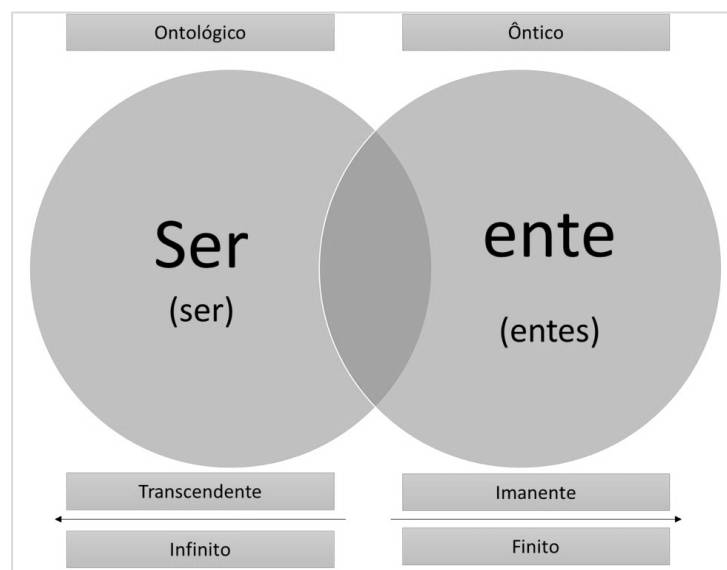 Ontológico
Ôntico
Ser
(ser)
ente
(entes)
Transcendente
Imanente
Infinito
Finito